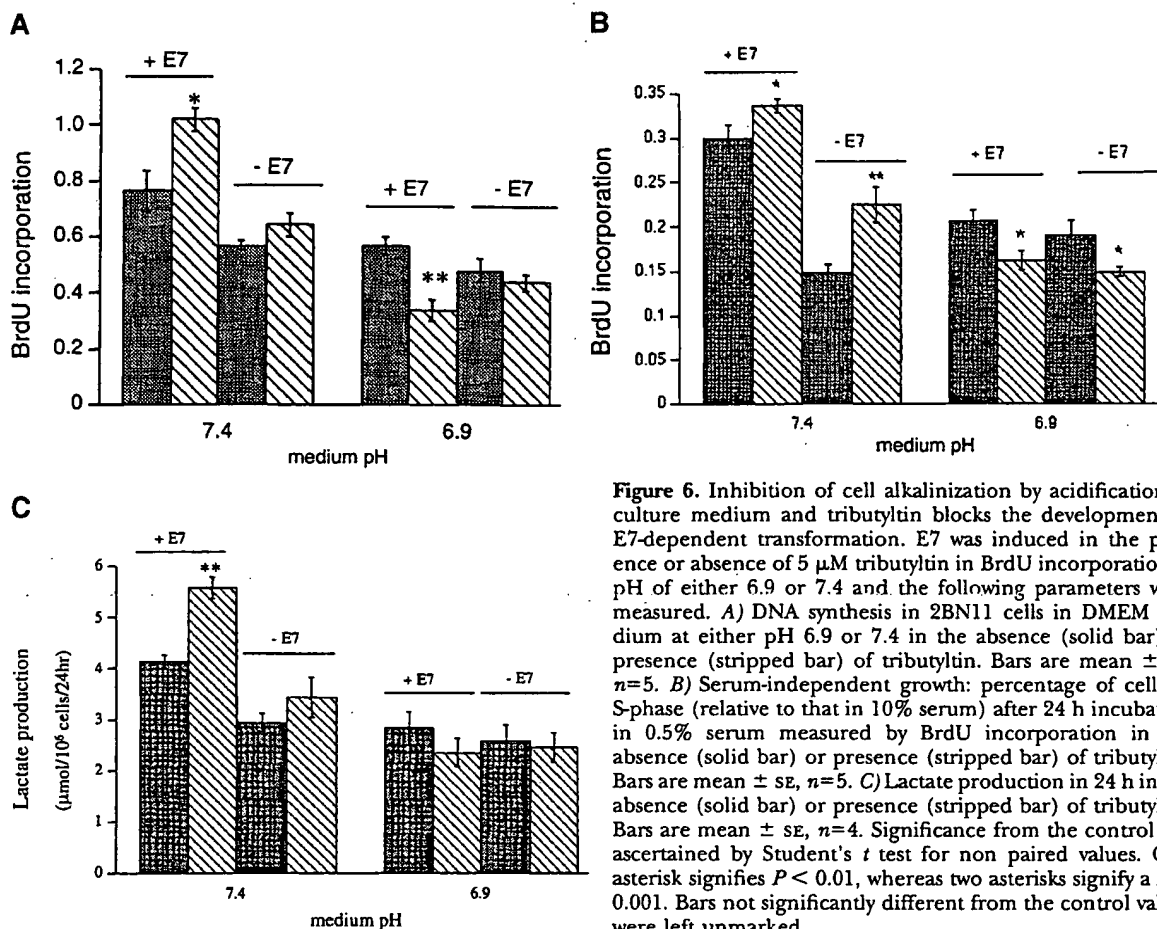 A
+ E7
1.2
1.0
0.8
0.6
0.4
0.2
0
BrdU incorporation
*
- E7
+ E7
- E7
**
7.4
6.9
medium pH
B
+ E7
0.35
0.3
0.25
0.2
0.15
0.1
0.05
0
BrdU incorporation
*
- E7
**
+ E7
- E7
*
*
7.4
6.9
medium pH
C
+ E7
6
5
4
3
2
1
0
Lactate production
(µmol/10⁶ cells/24hr)
**
- E7
+ E7
- E7
7.4
6.9
medium pH
Figure 6. Inhibition of cell alkalinization by acidification
culture medium and tributyltin blocks the development
E7-dependent transformation. E7 was induced in the p
ence or absence of 5 µM tributyltin in BrdU incorporatio
pH of either 6.9 or 7.4 and the following parameters w
measured. A) DNA synthesis in 2BN11 cells in DMEM
dium at either pH 6.9 or 7.4 in the absence (solid bar)
presence (stripped bar) of tributyltin. Bars are mean ±
n=5. B) Serum-independent growth: percentage of cell
S-phase (relative to that in 10% serum) after 24 h incuba
in 0.5% serum measured by BrdU incorporation in
absence (solid bar) or presence (stripped bar) of tributyl
Bars are mean ± SE, n=5. C) Lactate production in 24 h in
absence (solid bar) or presence (stripped bar) of tributyl
Bars are mean ± SE, n=4. Significance from the control
ascertained by Student's t test for non paired values.
asterisk signifies P < 0.01, whereas two asterisks signify a
0.001. Bars not significantly different from the control val
were left unmarked